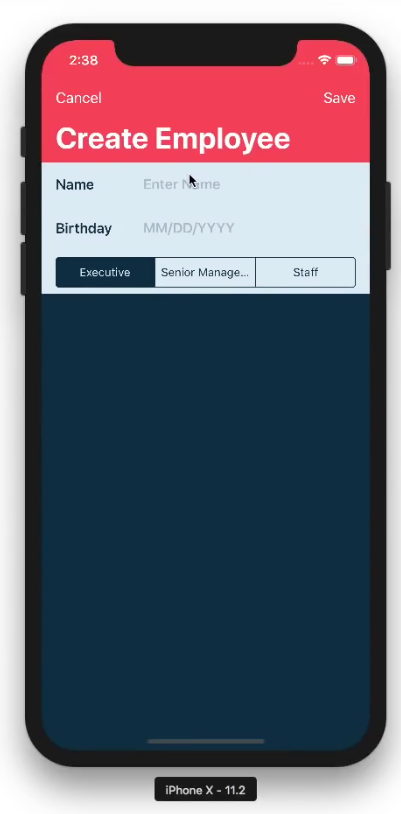 2:38
Cancel Save
Create Employee
Name Enter Name
Birthday MM/DD/YYYY
Executive Senior Manage... Staff
iPhone X - 11.2